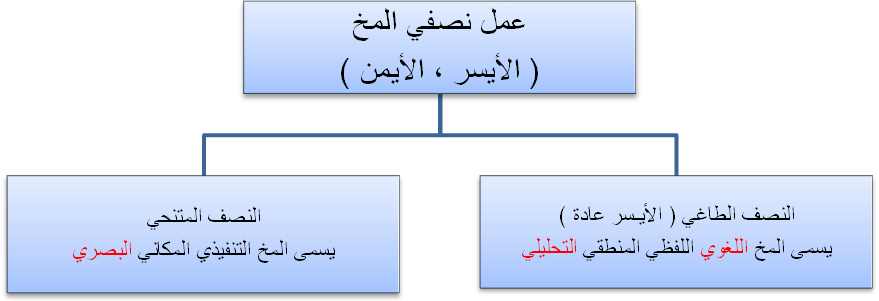 عمل نصفي المخ
( الأيسر ، الأيمن )
النصف الطاغي ( الأيسر عادة )
يسمى المخ اللغوي اللفظي المنطقي التحليلي
النصف المتنحي
يسمى المخ التنفيذي المكاني البصري